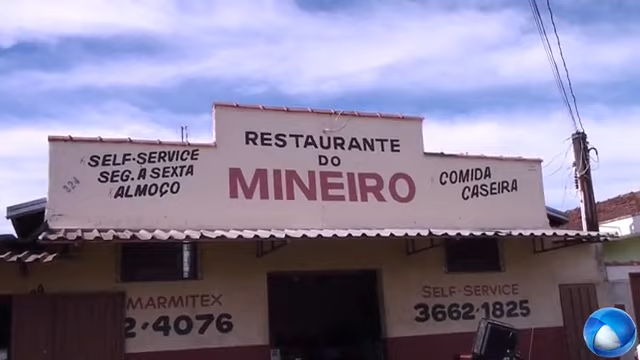 RESTAURANTE
DO
MINEIRO
SELF-SERVICE
SEG. A SEXTA
ALMOÇO
COMIDA
CASEIRA
324
MARMITEX
2-4076
SELF-SERVICE
3662-1825